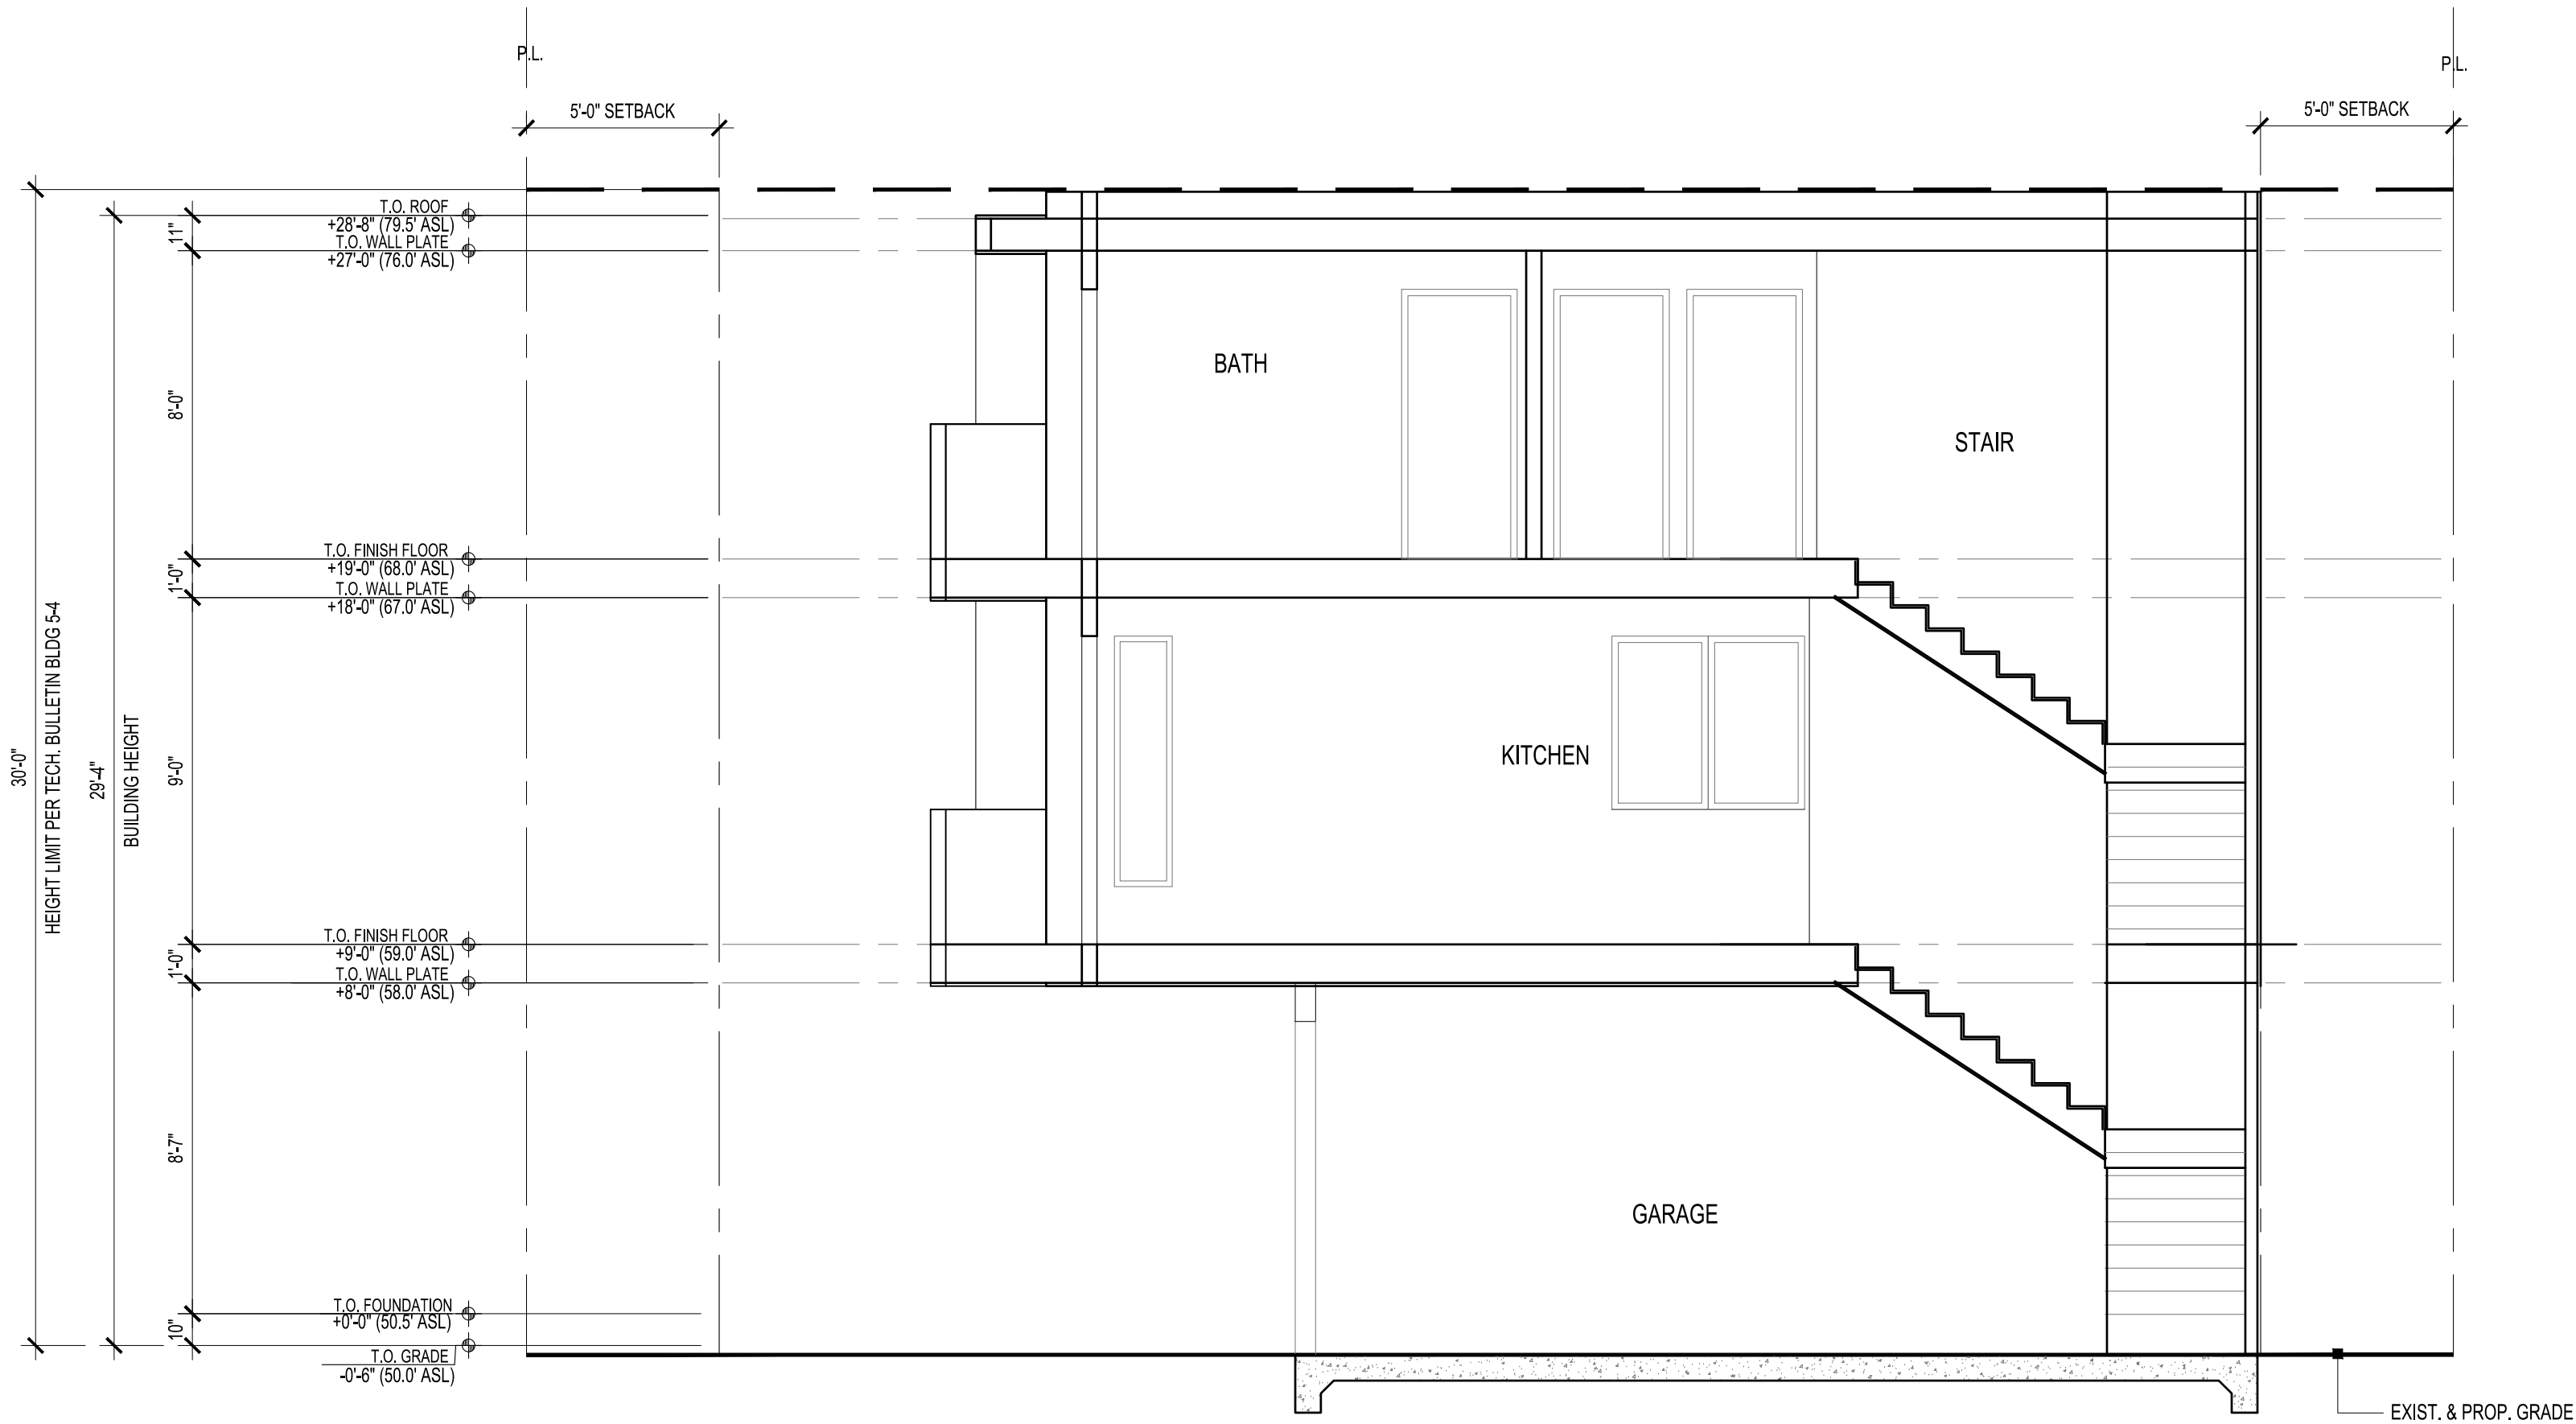 P.L.
P.L.
5'-0" SETBACK
5'-0" SETBACK
T.O. ROOF
+28'-8" (79.5' ASL)
11"
T.O. WALL PLATE
+27'-0" (76.0' ASL)
BATH
8'-0"
STAIR
T.O. FINISH FLOOR
+19'-0" (68.0' ASL)
1'-0"
T.O. WALL PLATE
+18'-0" (67.0' ASL)
30'-0"
HEIGHT LIMIT PER TECH. BULLETIN BLDG 5-4
29'-4"
BUILDING HEIGHT
9'-0"
KITCHEN
T.O. FINISH FLOOR
+9'-0" (59.0' ASL)
1'-0"
T.O. WALL PLATE
+8'-0" (58.0' ASL)
8'-7"
GARAGE
T.O. FOUNDATION
+0'-0" (50.5' ASL)
10"
T.O. GRADE
-0'-6" (50.0' ASL)
EXIST. & PROP. GRADE